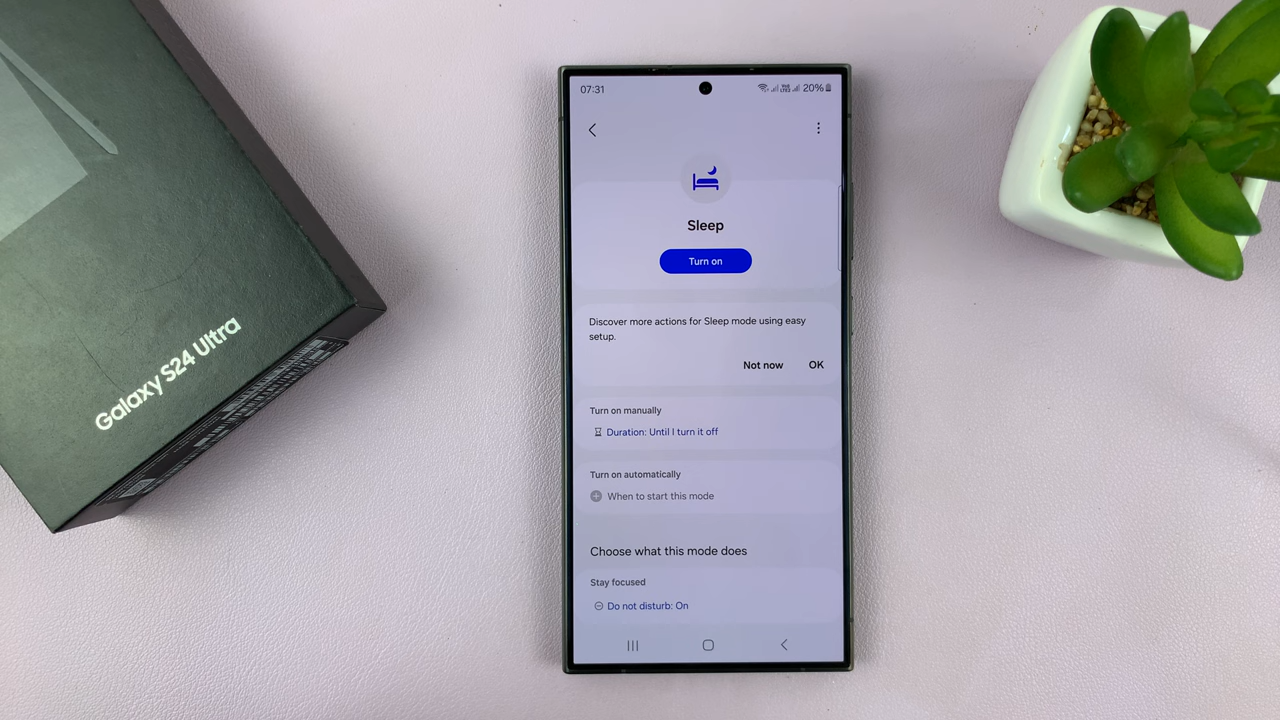 Galaxy S24 Ultra
07:31
20%
Sleep
Turn on
Discover more actions for Sleep mode using easy
setup.
Not now
OK
Turn on manually
Duration: Until I turn it off
Turn on automatically
When to start this mode
Choose what this mode does
Stay focused
Do not disturb: On